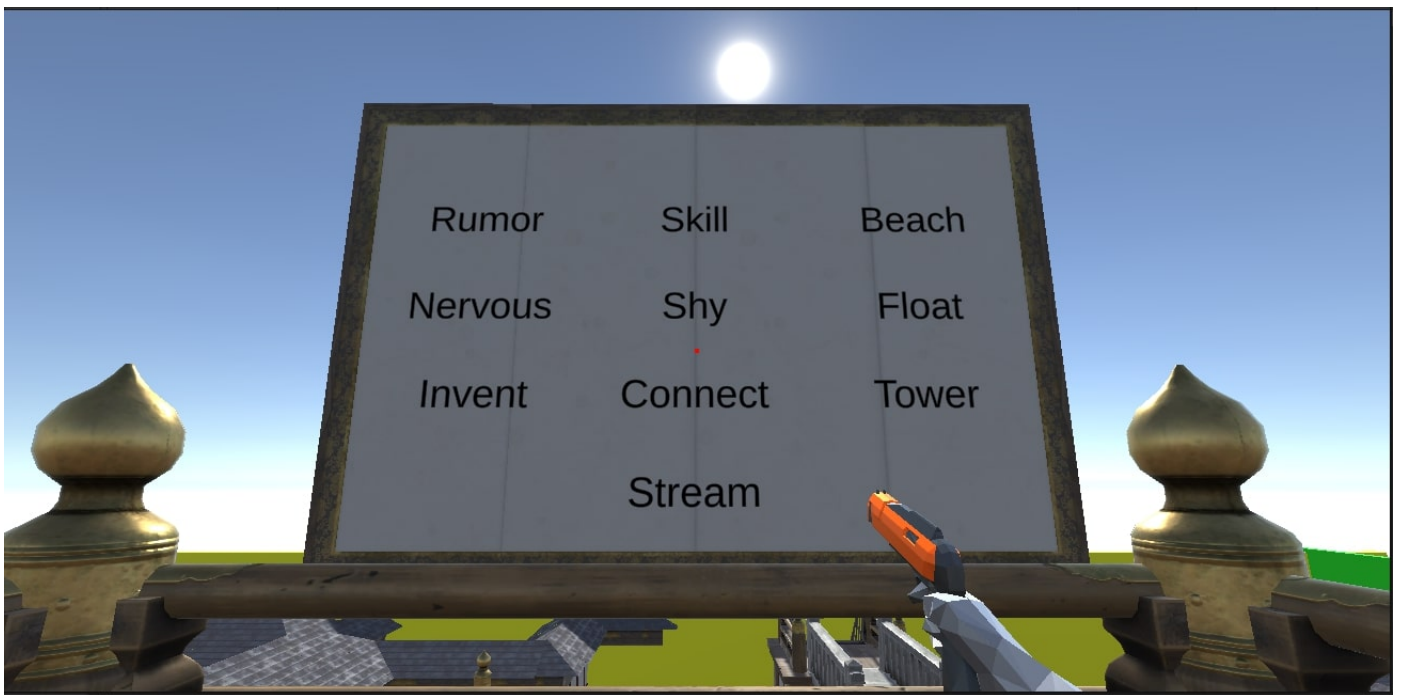 Rumor Skill Beach
Nervous Shy Float
Invent Connect Tower
Stream